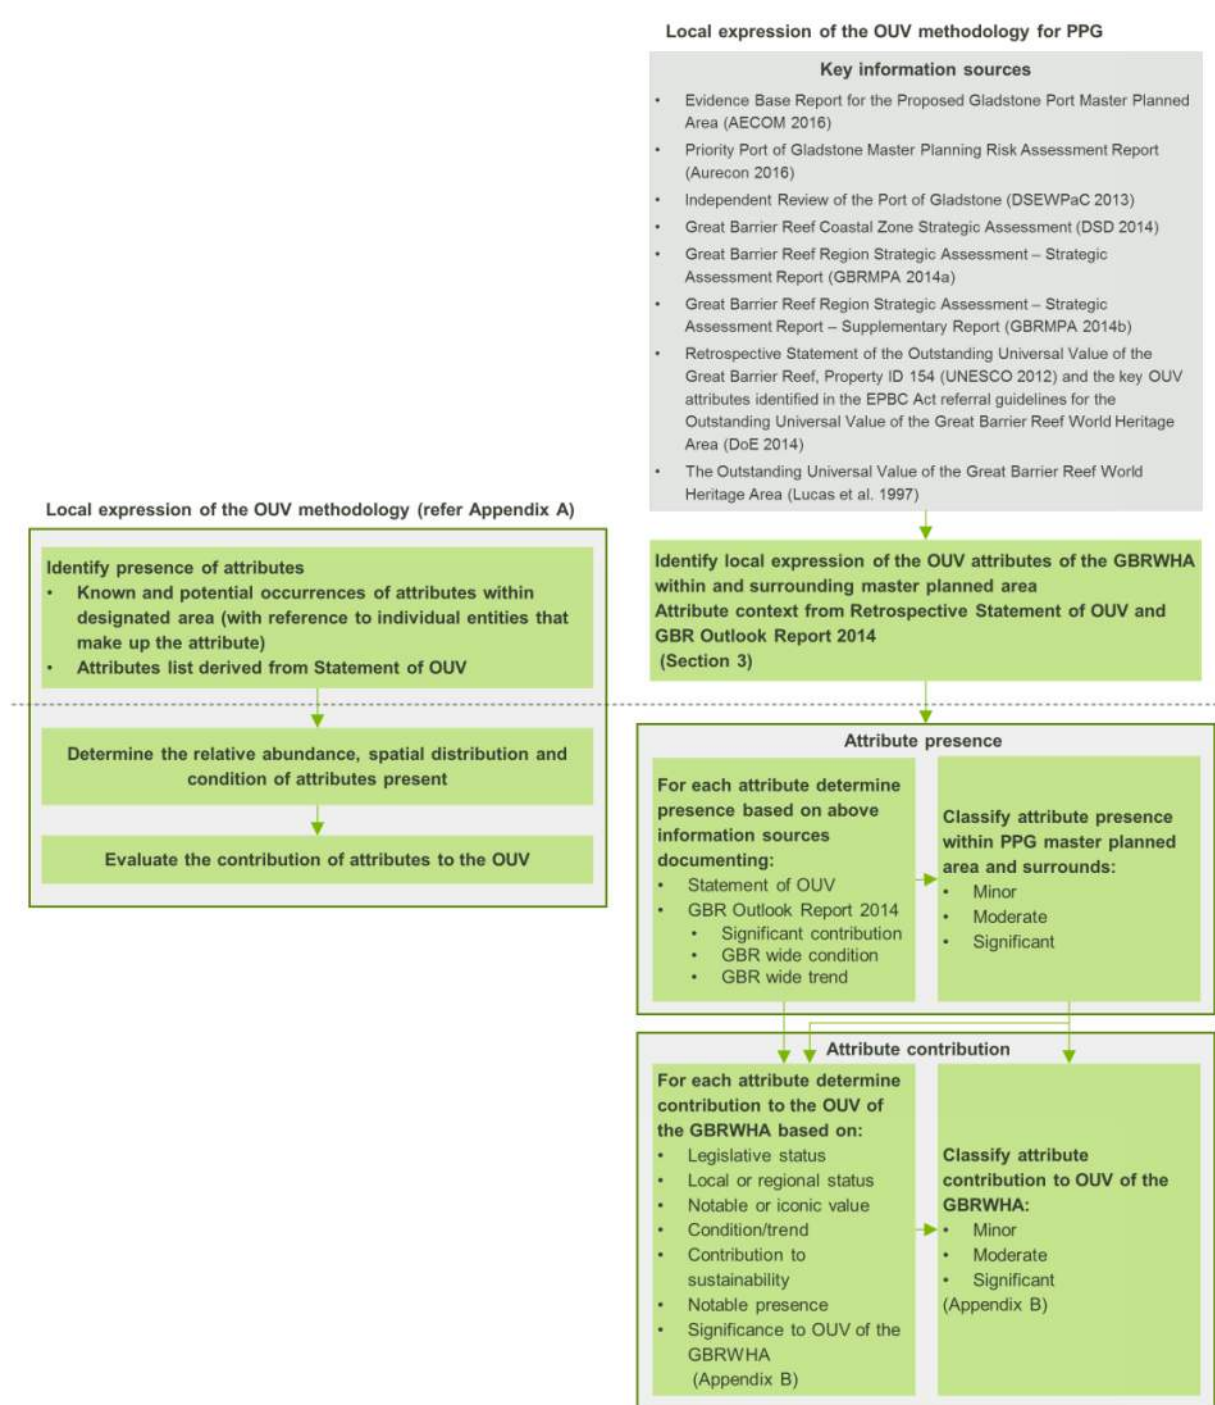 Local expression of the OUV methodology for PPG
Key information sources
• Evidence Base Report for the Proposed Gladstone Port Master Planned
Area (AECOM 2016)
• Priority Port of Gladstone Master Planning Risk Assessment Report
(Aurecon 2016)
• Independent Review of the Port of Gladstone (DSEWPaC 2013)
• Great Barrier Reef Coastal Zone Strategic Assessment (DSD 2014)
• Great Barrier Reef Region Strategic Assessment – Strategic
Assessment Report (GBRMPA 2014a)
• Great Barrier Reef Region Strategic Assessment – Strategic
Assessment Report – Supplementary Report (GBRMPA 2014b)
• Retrospective Statement of the Outstanding Universal Value of the
Great Barrier Reef, Property ID 154 (UNESCO 2012) and the key OUV
attributes identified in the EPBC Act referral guidelines for the
Outstanding Universal Value of the Great Barrier Reef World Heritage
Area (DoE 2014)
• The Outstanding Universal Value of the Great Barrier Reef World
Heritage Area (Lucas et al. 1997)
Local expression of the OUV methodology (refer Appendix A)
Identify presence of attributes
• Known and potential occurrences of attributes within
designated area (with reference to individual entities that
make up the attribute)
• Attributes list derived from Statement of OUV
Determine the relative abundance, spatial distribution and
condition of attributes present
Evaluate the contribution of attributes to the OUV
Identify local expression of the OUV attributes of the GBRWHA
within and surrounding master planned area
Attribute context from Retrospective Statement of OUV and
GBR Outlook Report 2014
(Section 3)
Attribute presence
For each attribute determine
presence based on above
information sources
documenting:
• Statement of OUV
• GBR Outlook Report 2014
• Significant contribution
• GBR wide condition
• GBR wide trend
Classify attribute presence
within PPG master planned
area and surrounds:
• Minor
• Moderate
• Significant
Attribute contribution
For each attribute determine
contribution to the OUV of
the GBRWHA based on:
• Legislative status
• Local or regional status
• Notable or iconic value
• Condition/trend
• Contribution to
sustainability
• Notable presence
• Significance to OUV of the
GBRWHA
(Appendix B)
Classify attribute
contribution to OUV of the
GBRWHA:
• Minor
• Moderate
• Significant
(Appendix B)